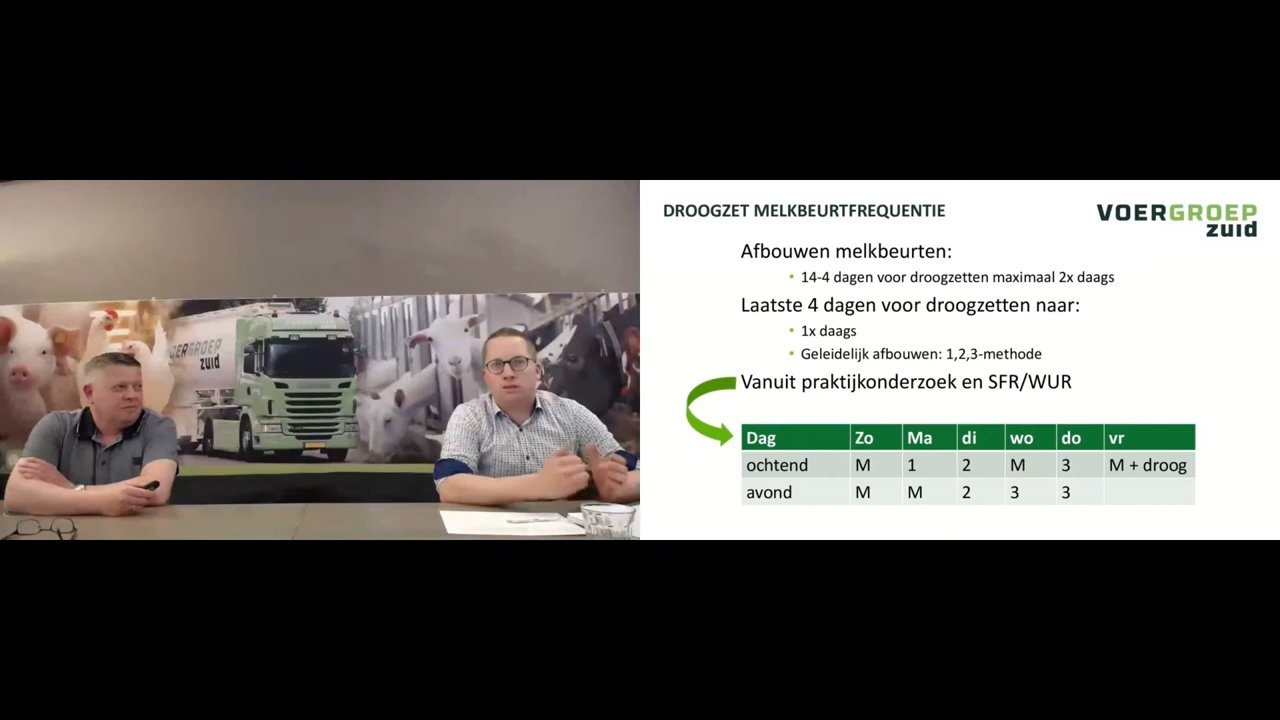 VOERGROEP
zuid
DROOGZET MELKBEURTFREQUENTIE
VOERGROEP
zuid
Afbouwen melkbeurten:
• 14-4 dagen voor droogzetten maximaal 2x daags
Laatste 4 dagen voor droogzetten naar:
• 1x daags
• Geleidelijk afbouwen: 1,2,3-methode
Vanuit praktijkonderzoek en SFR/WUR
Dag Zo Ma di wo do vr
ochtend M 1 2 M 3 M + droog
avond M M 2 3 3